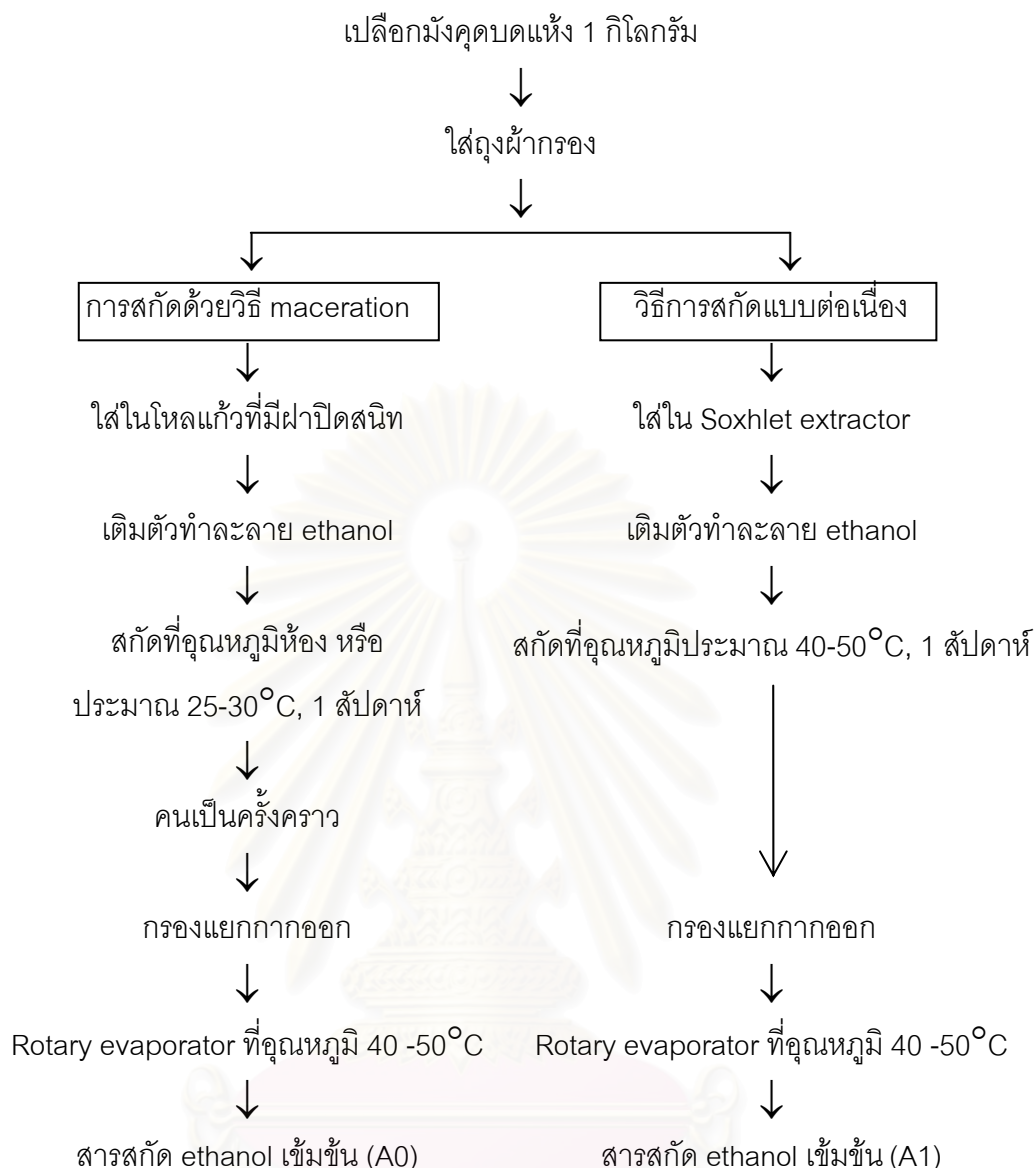 เปลือกมังคุดบดแห้ง 1 กิโลกรัม
ใส่ถุงผ้ากรอง
การสกัดด้วยวิธี maceration
วิธีการสกัดแบบต่อเนื่อง
ใส่ในโหลแก้วที่มีฝาปิดสนิท
ใส่ใน Soxhlet extractor
เติมตัวทำละลาย ethanol
เติมตัวทำละลาย ethanol
สกัดที่อุณหภูมิห้อง หรือ
สกัดที่อุณหภูมิประมาณ 40-50°C, 1 สัปดาห์
ประมาณ 25-30°C, 1 สัปดาห์
คนเป็นครั้งคราว
กรองแยกกากออก
กรองแยกกากออก
Rotary evaporator ที่อุณหภูมิ 40 -50°C
Rotary evaporator ที่อุณหภูมิ 40 -50°C
สารสกัด ethanol เข้มข้น (A0)
สารสกัด ethanol เข้มข้น (A1)